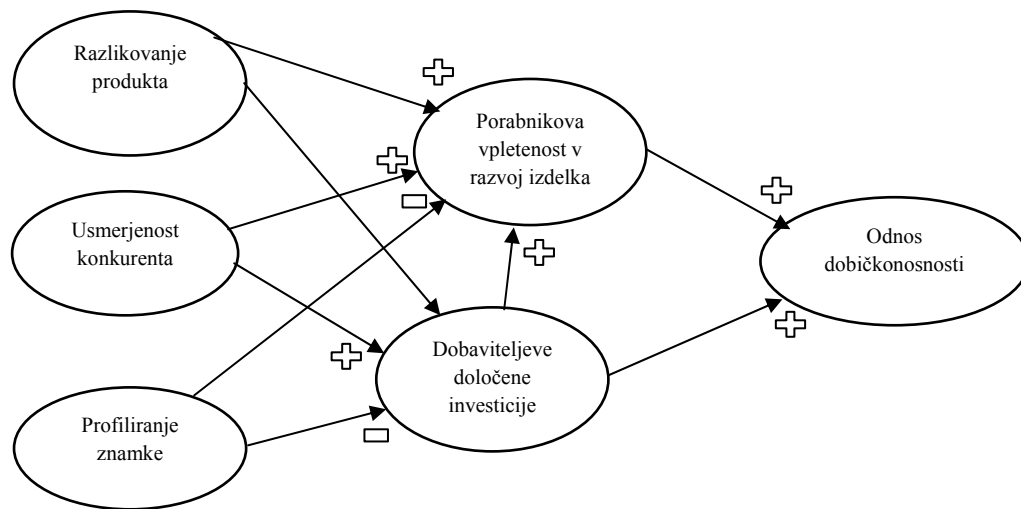 Razlikovanje
produkta
Porabnikova
vpletenost v
razvoj izdelka
Usmerjenost
konkurenta
Odnos
dobičkonosnosti
Dobaviteljeve
določene
investicije
Profiliranje
znamke